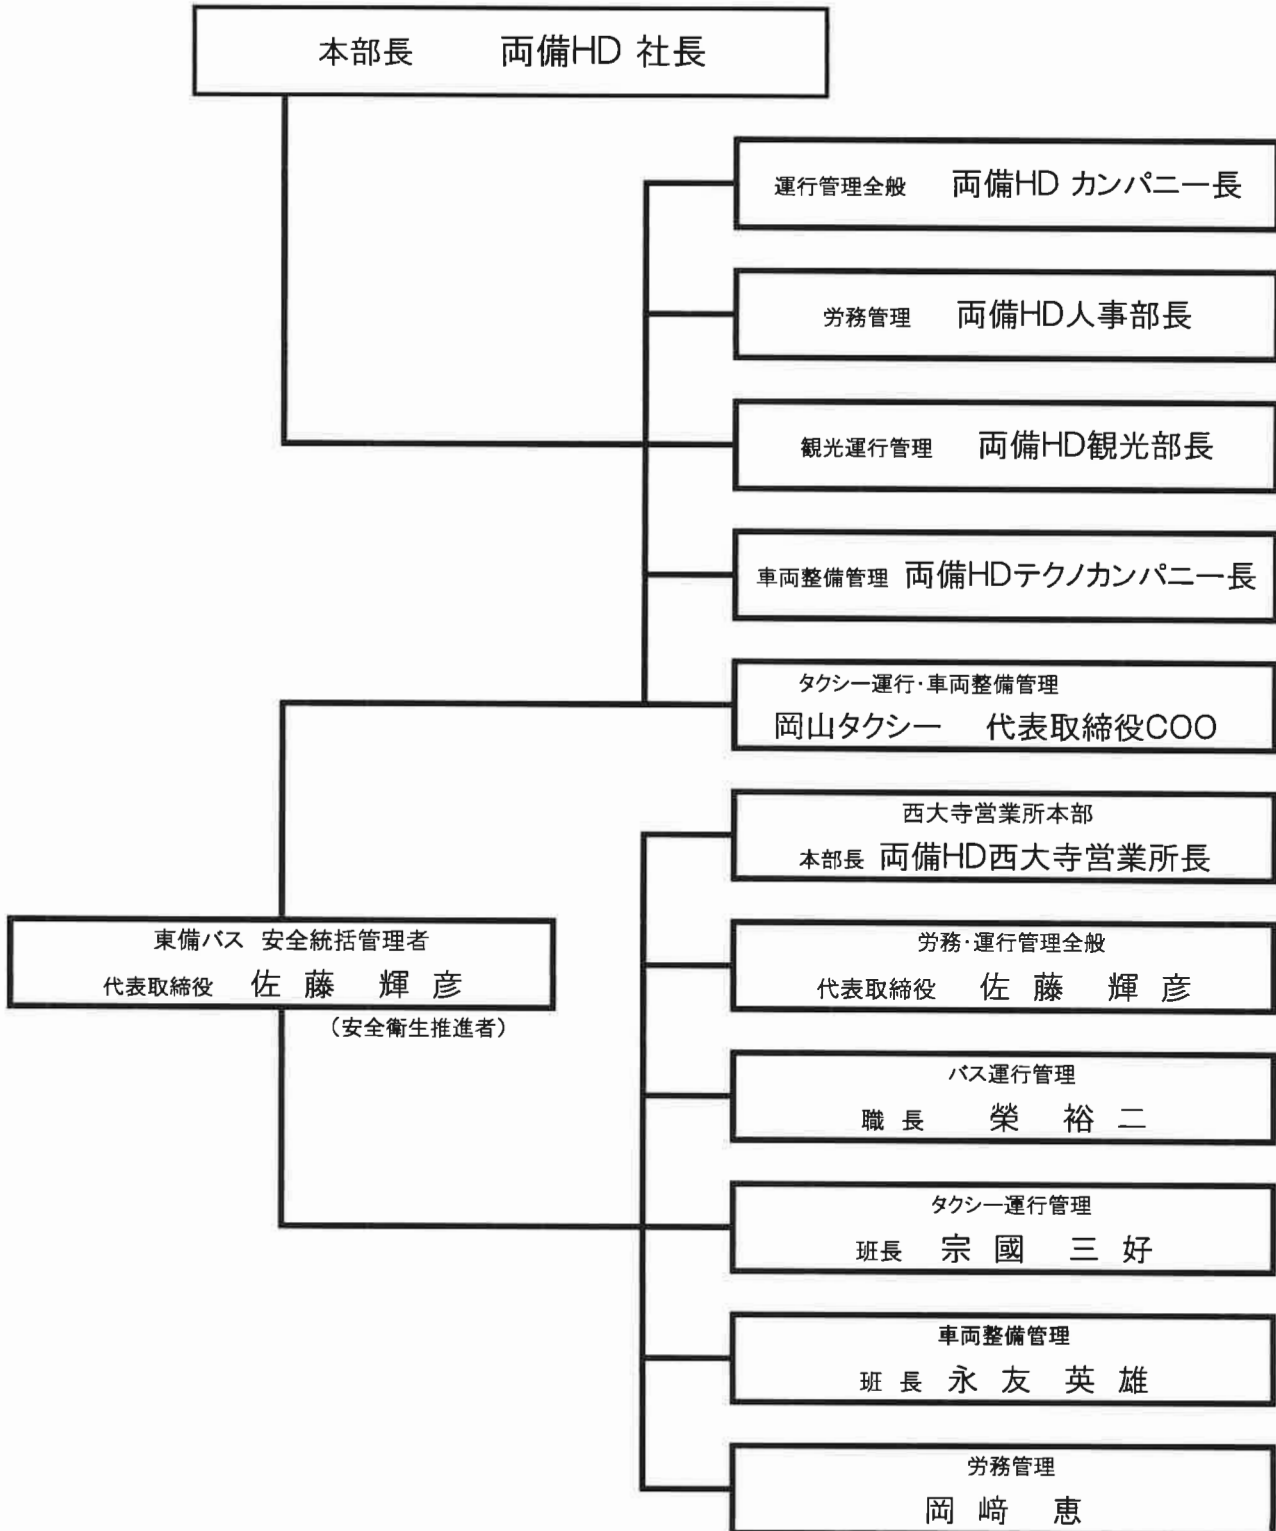 本部長 両備HD 社長
運行管理全般 両備HD カンパニー長
労務管理 両備HD人事部長
観光運行管理 両備HD観光部長
車両整備管理 両備HDテクノカンパニー長
タクシー運行･車両整備管理
岡山タクシー 代表取締役COO
西大寺営業所本部
本部長 両備HD西大寺営業所長
東備バス 安全統括管理者
代表取締役 佐藤 輝彦
（安全衛生推進者）
労務･運行管理全般
代表取締役 佐藤 輝彦
バス運行管理
職長 榮 裕二
タクシー運行管理
班長 宗國 三好
車両整備管理
班長 永友 英雄
労務管理
岡﨑 恵